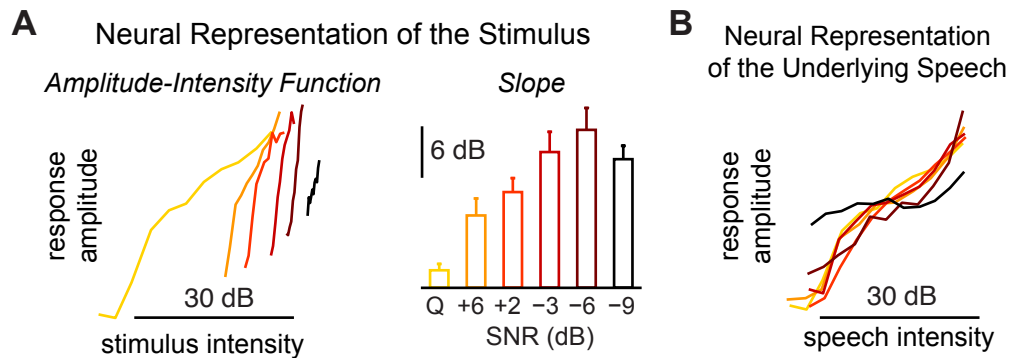 A
Neural Representation of the Stimulus
Amplitude-Intensity Function
response
amplitude
30 dB
stimulus intensity
Slope
6 dB
Q +6 +2 −3 −6 −9
SNR (dB)
B
Neural Representation
of the Underlying Speech
response
amplitude
30 dB
speech intensity